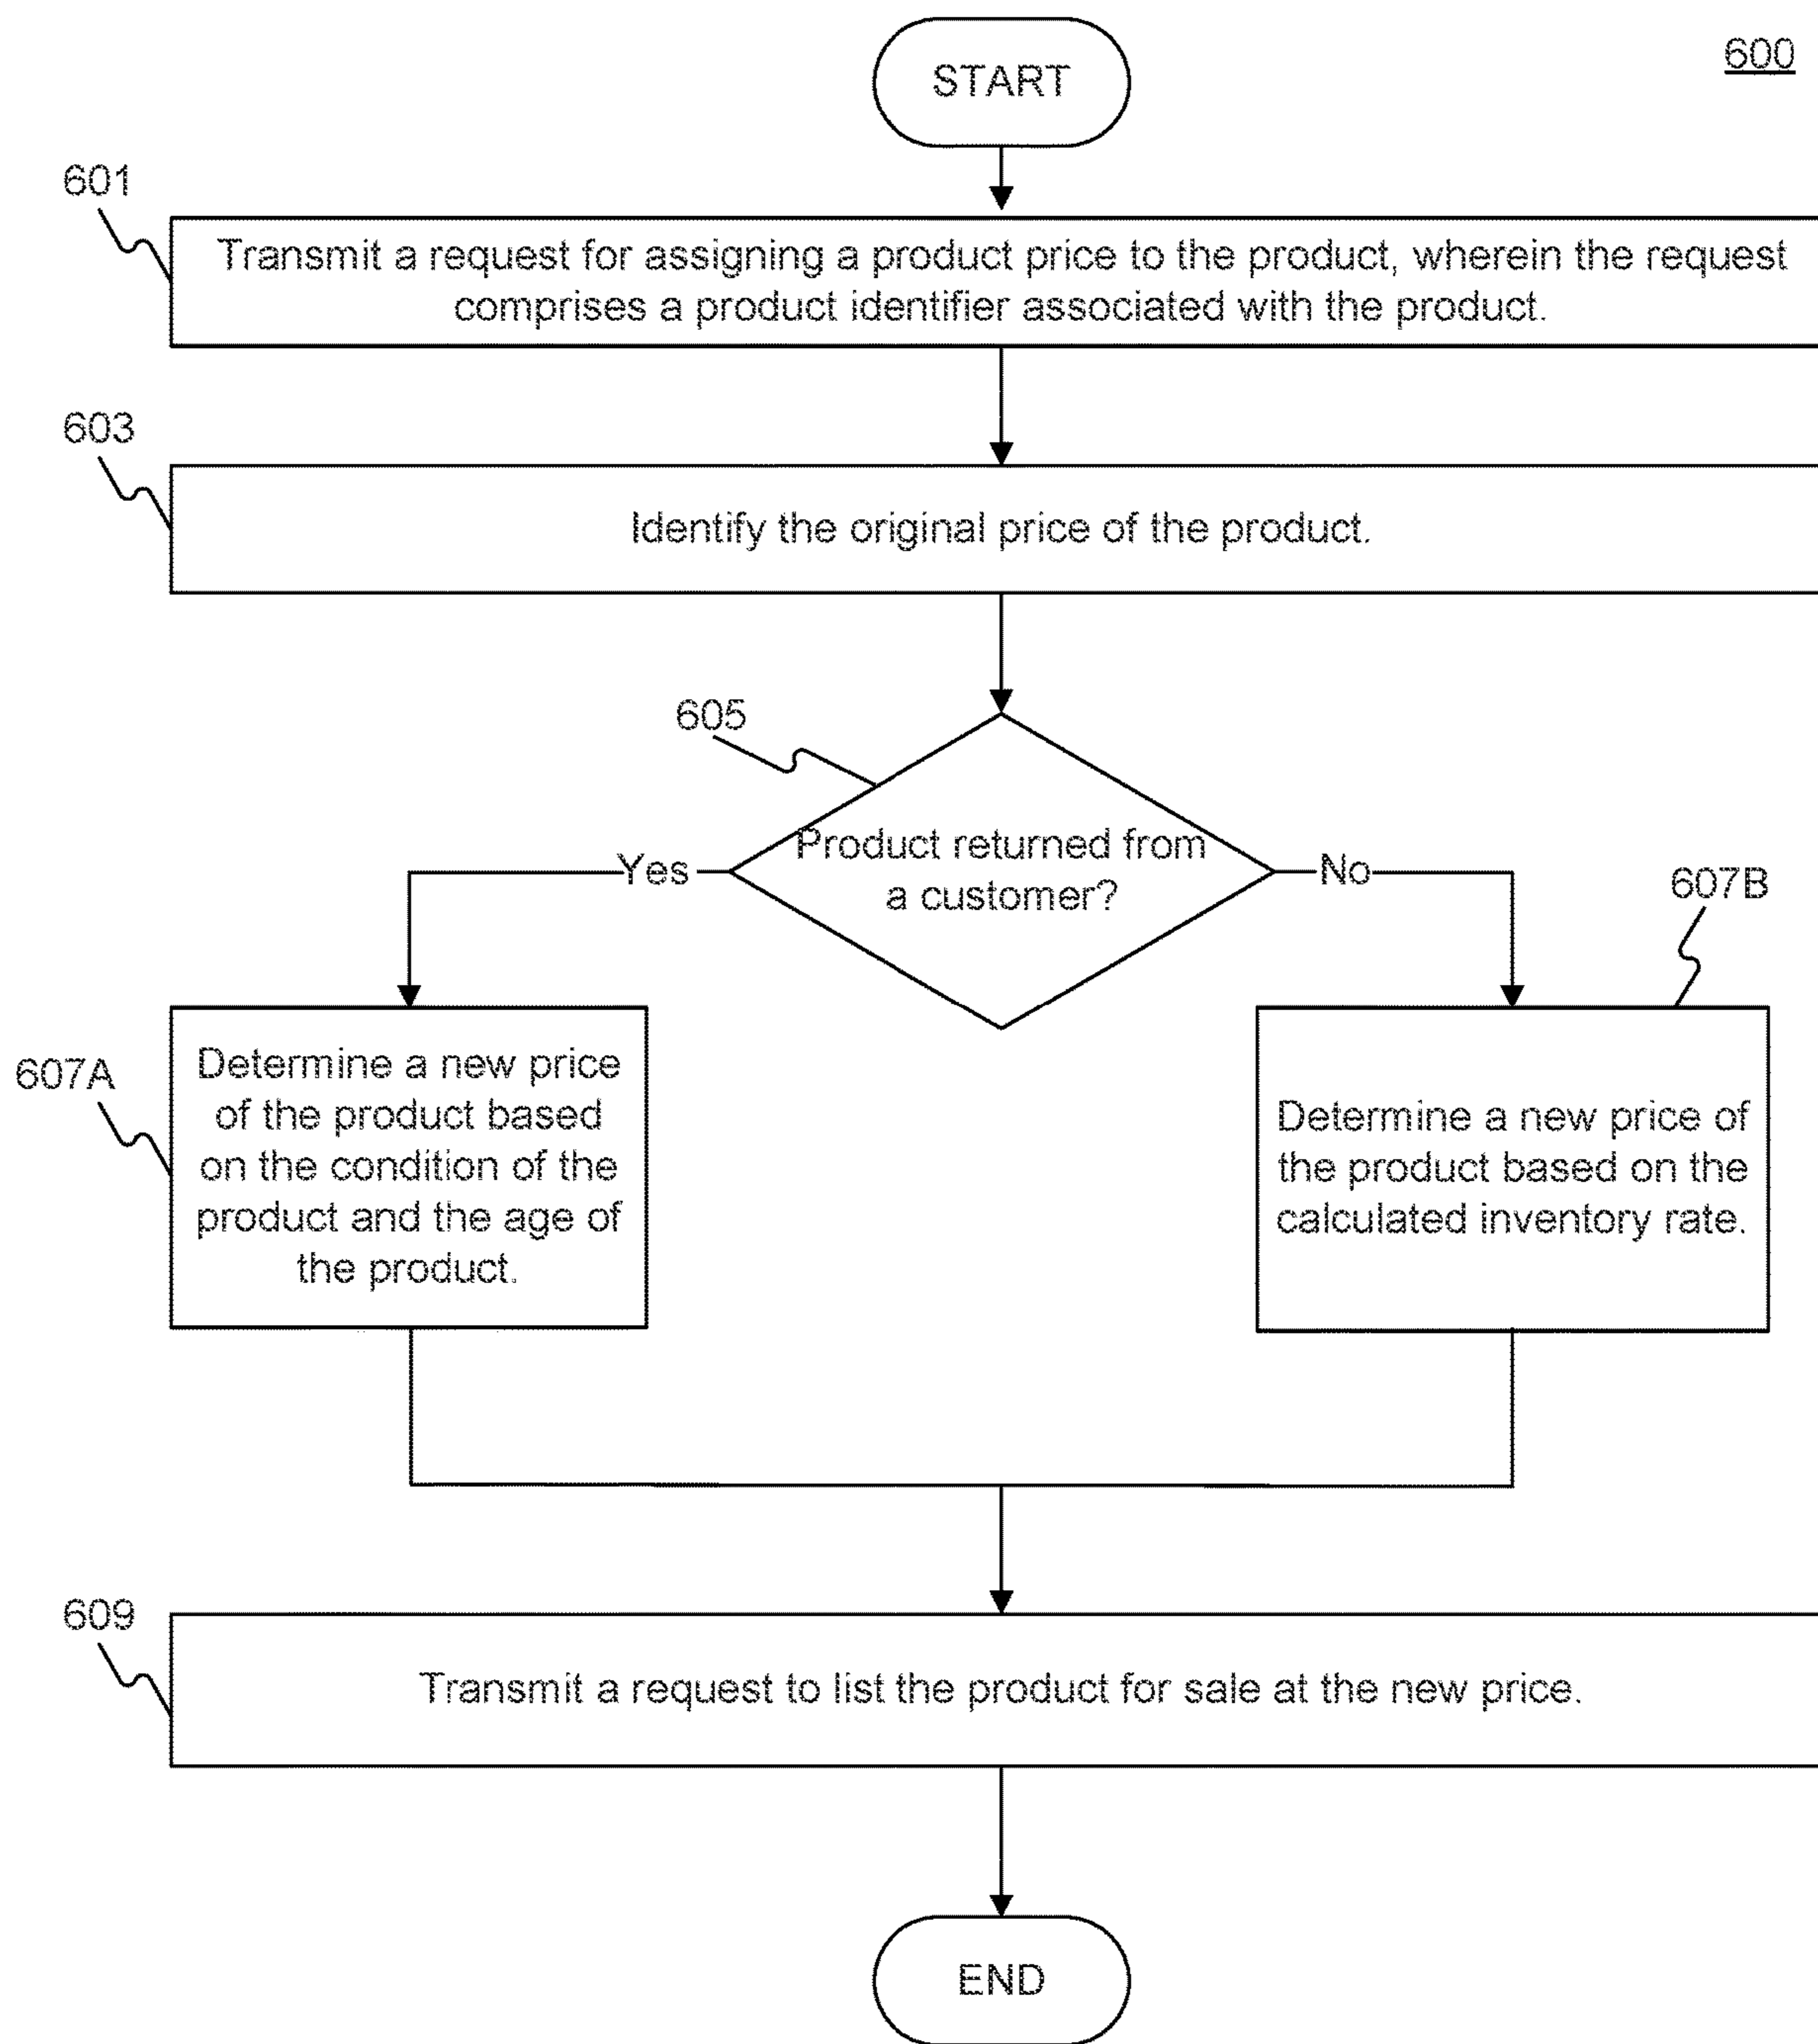 START
600
601
Transmit a request for assigning a product price to the product, wherein the request
comprises a product identifier associated with the product.
603
Identify the original price of the product.
605
Product returned from
a customer?
Yes
No
607B
607A
Determine a new price
of the product based
on the condition of the
product and the age of
the product.
Determine a new price of
the product based on the
calculated inventory rate.
609
Transmit a request to list the product for sale at the new price.
END